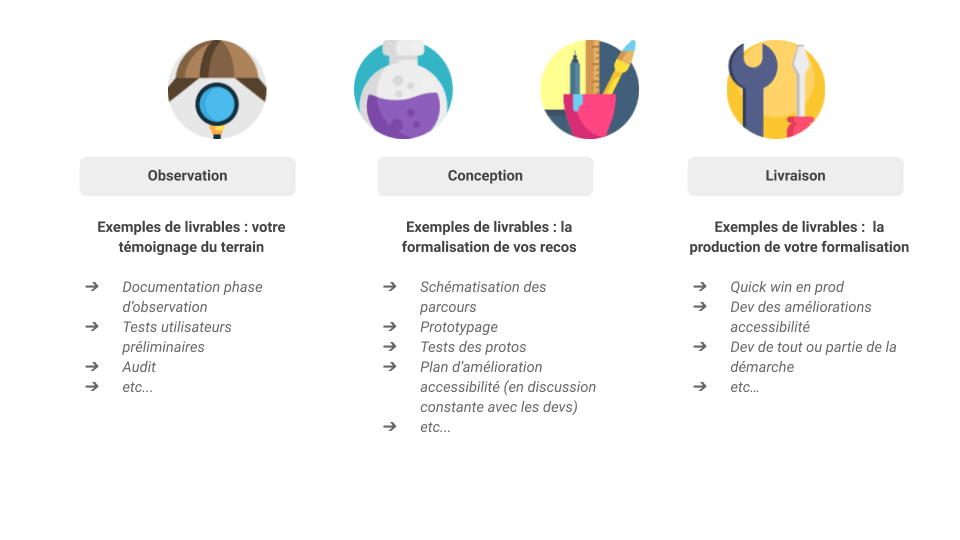 Observation
Exemples de livrables : votre
témoignage du terrain
➔ Documentation phase
d’observation
➔ Tests utilisateurs
préliminaires
➔ Audit
➔ etc...
Conception
Exemples de livrables : la
formalisation de vos recos
➔ Schématisation des
parcours
➔ Prototypage
➔ Tests des protos
➔ Plan d’amélioration
accessibilité (en discussion
constante avec les devs)
➔ etc...
Livraison
Exemples de livrables :  la
production de votre formalisation
➔ Quick win en prod
➔ Dev des améliorations
accessibilité
➔ Dev de tout ou partie de la
démarche
➔ etc…